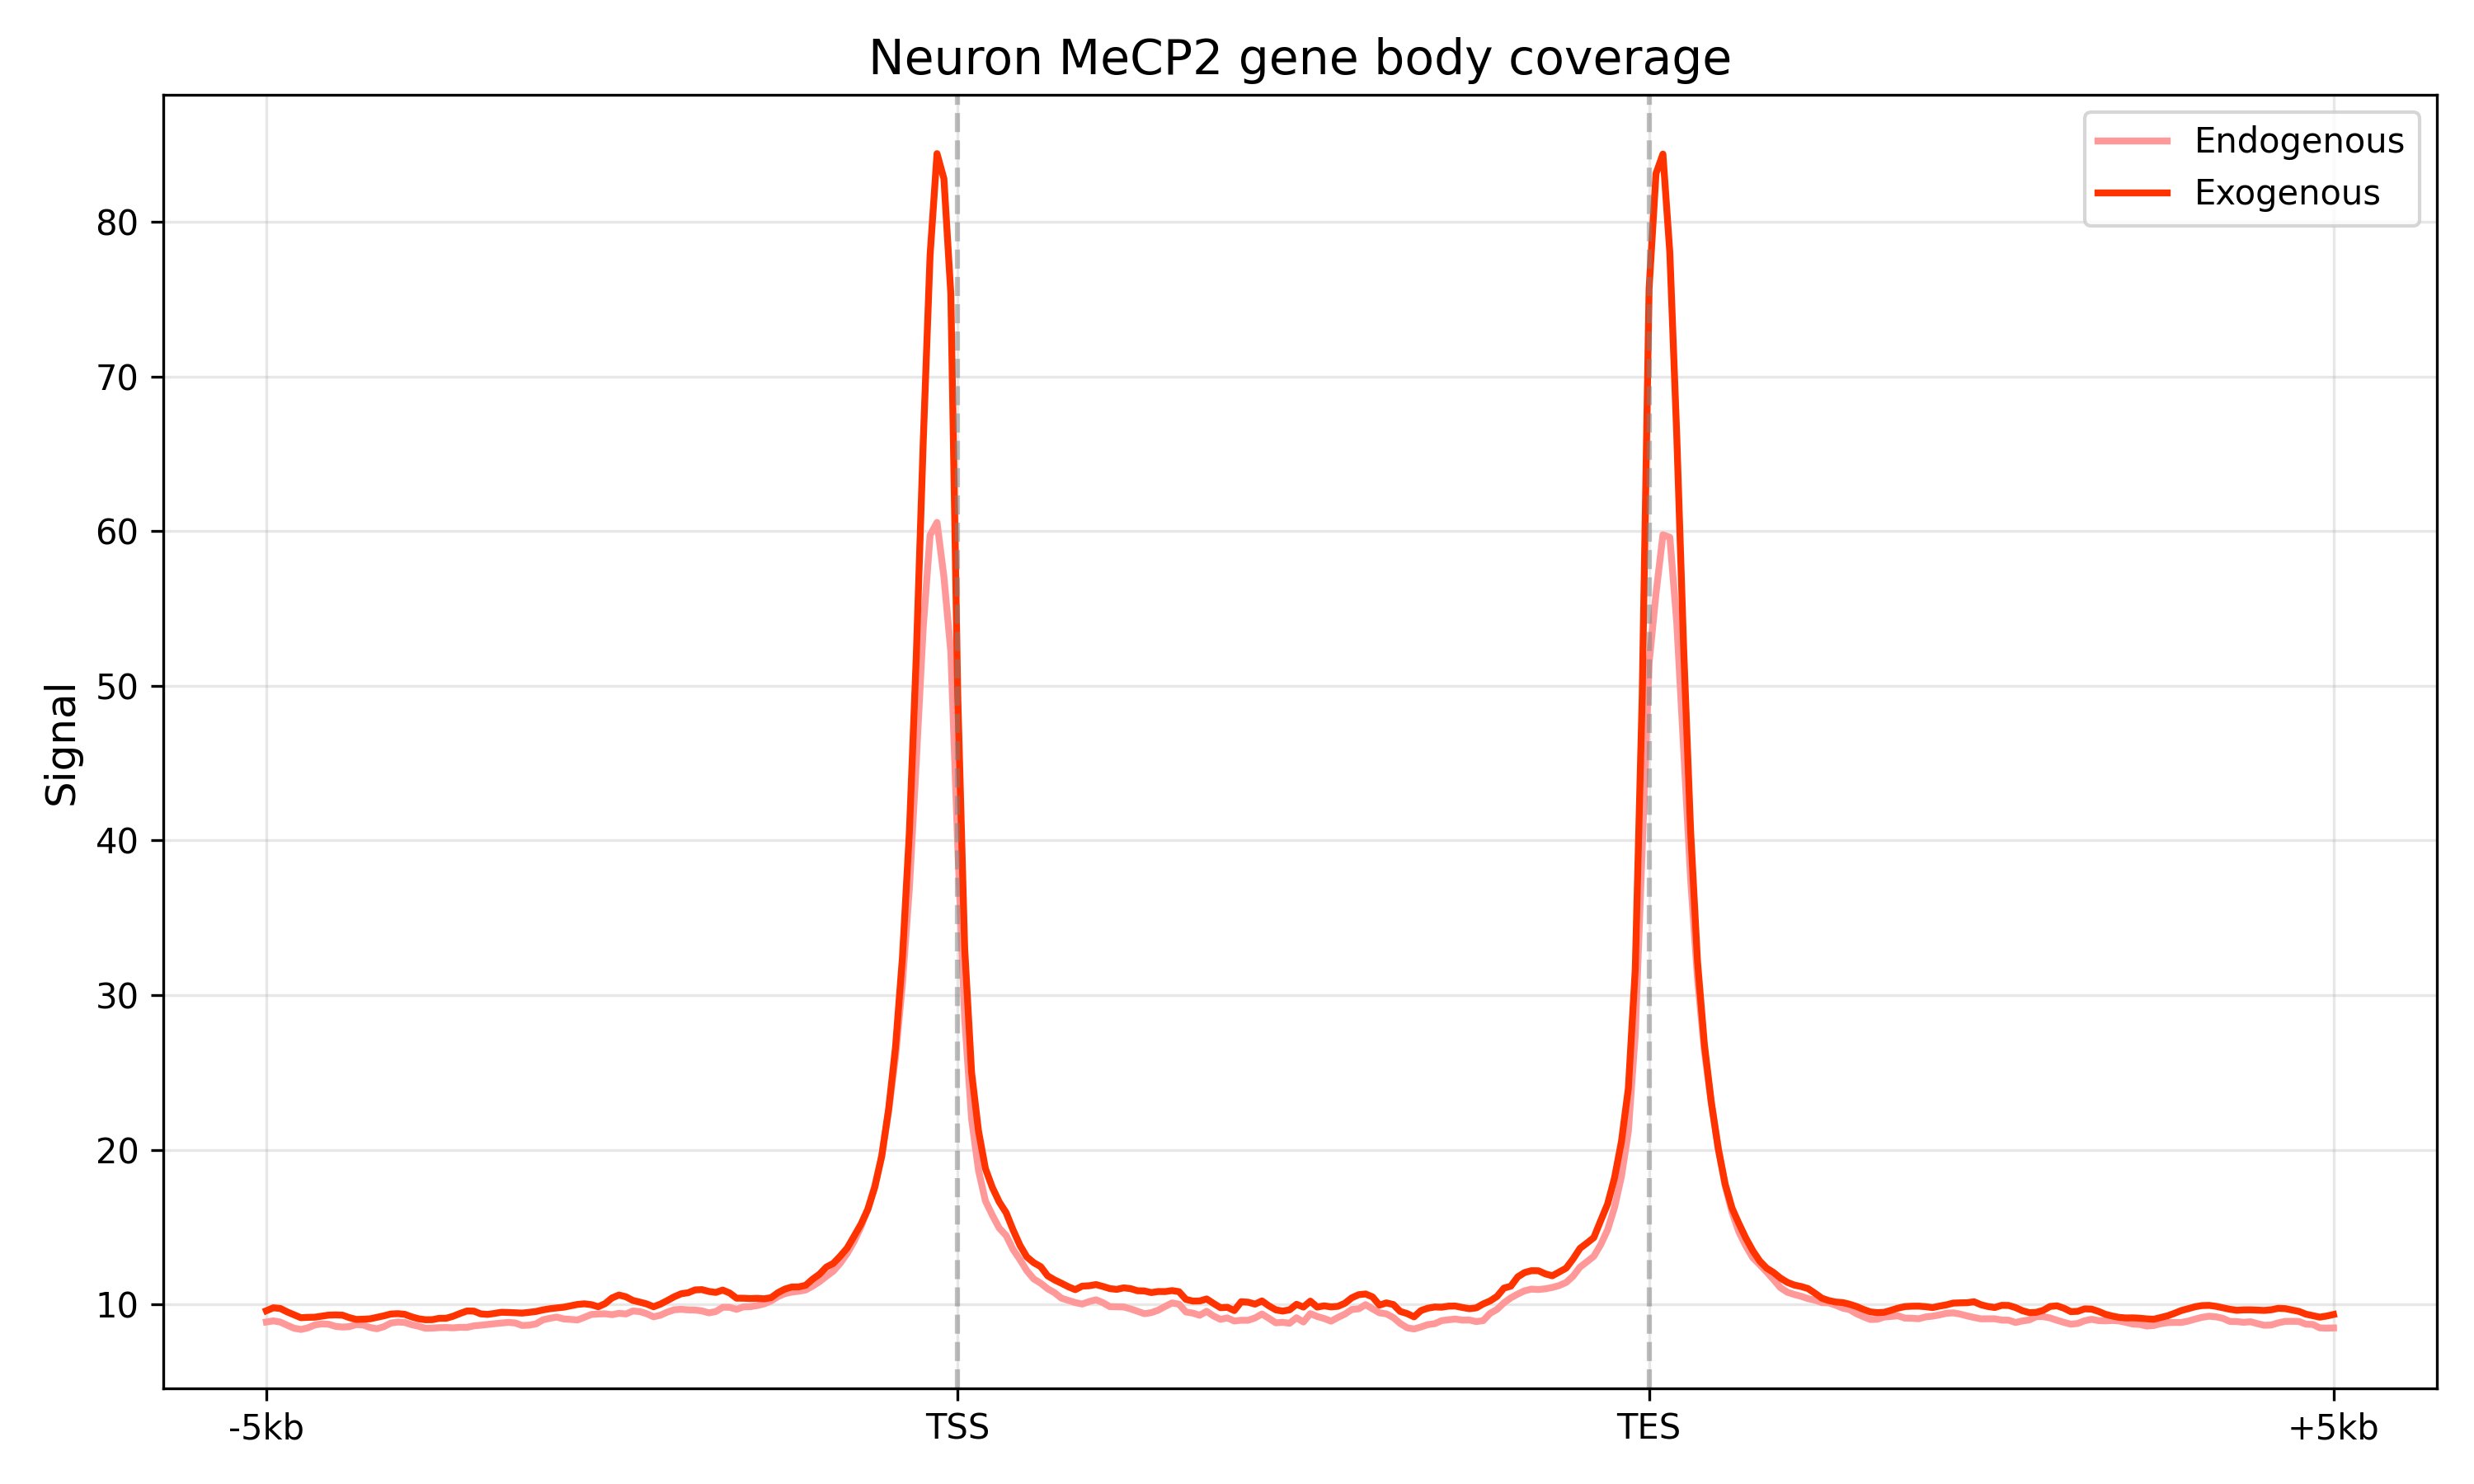 Neuron MeCP2 gene body coverage
Endogenous
Exogenous
80
70
60
50
40
30
20
10
Signal
-5kb
TSS
TES
+5kb